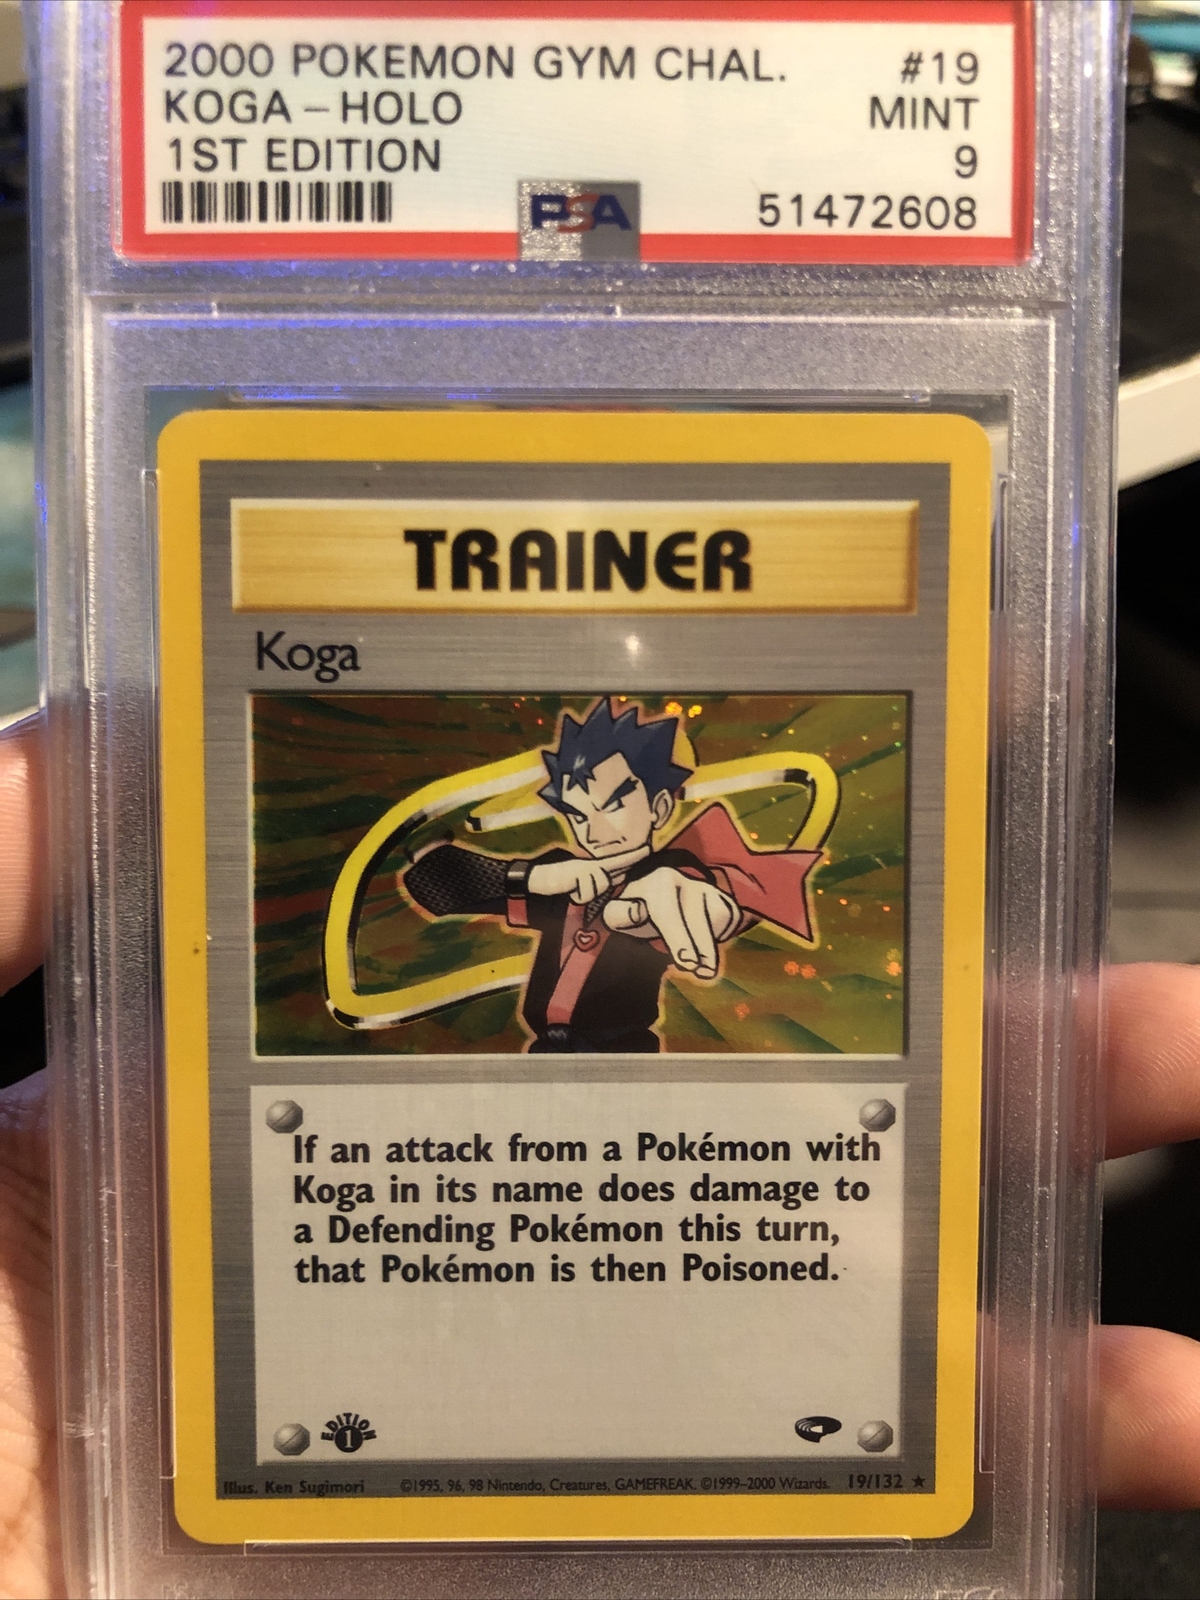 2000 POKEMON GYM CHAL. #19
KOGA – HOLO MINT
1ST EDITION 9
PSA 51472608
TRAINER
Koga
If an attack from a Pokémon with
Koga in its name does damage to
a Defending Pokémon this turn,
that Pokémon is then Poisoned.
EDITION
1
Illus. Ken Sugimori ©1995, 96, 98 Nintendo, Creatures, GAMEFREAK. ©1999–2000 Wizards. 19/132 ★